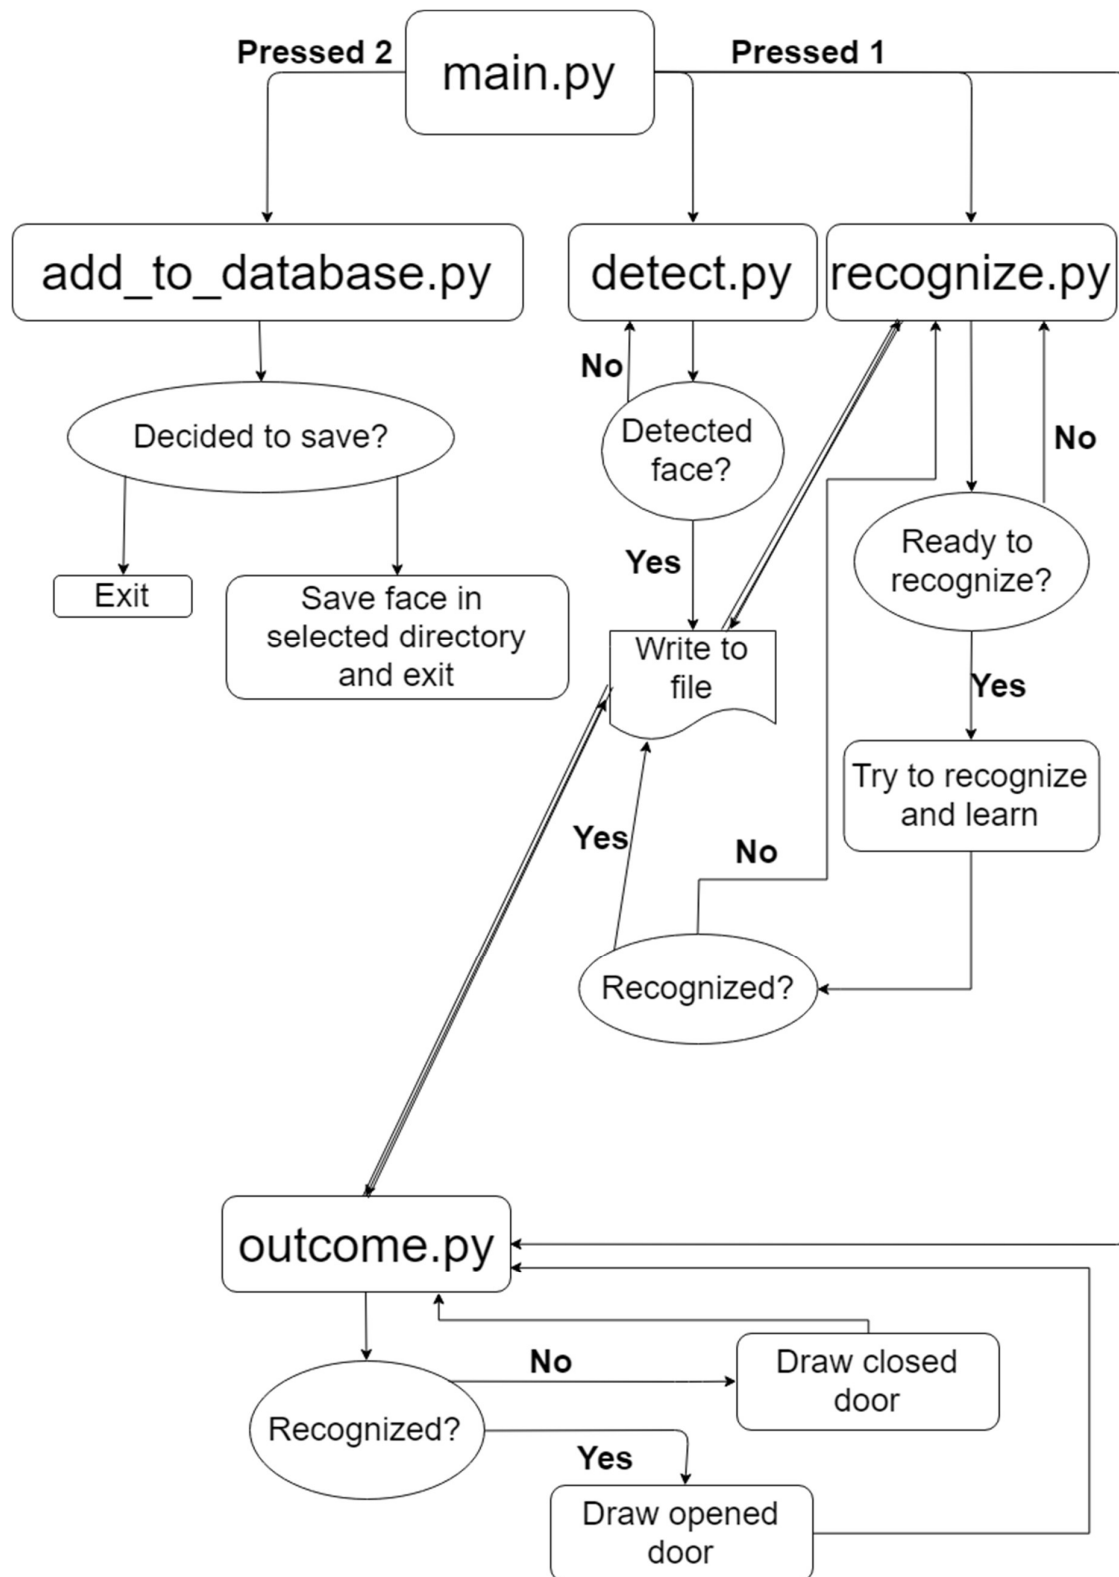 Pressed 2
main.py
Pressed 1
add_to_database.py
detect.py
recognize.py
No
Decided to save?
Detected
face?
No
Yes
Ready to
recognize?
Exit
Save face in
selected directory
and exit
Write to
file
Yes
Try to recognize
and learn
Yes
No
Recognized?
outcome.py
No
Draw closed
door
Recognized?
Yes
Draw opened
door